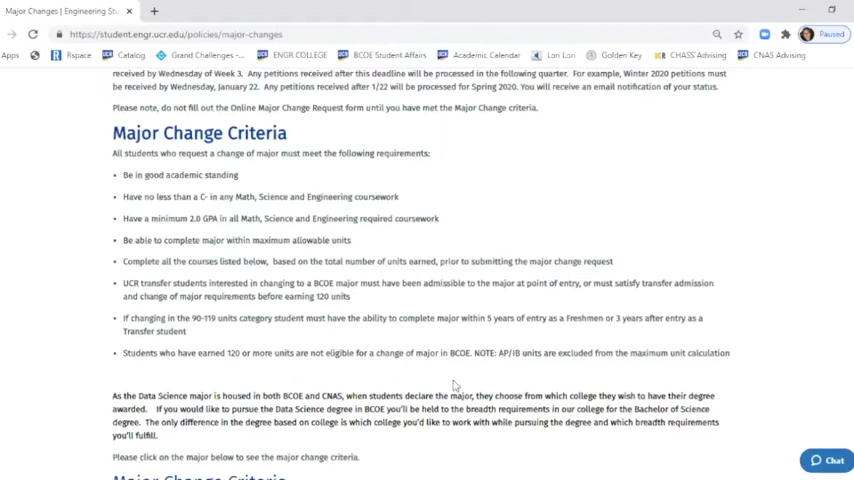 Major Changes | Engineering Stu
https://student.engr.ucr.edu/policies/major-changes
Paused
Apps
Rspace
Catalog
Grand Challenges -...
ENGR COLLEGE
BCOE Student Affairs
Academic Calendar
Lori Lori
Golden Key
CHASS Advising
CNAS Advising
received by Wednesday of Week 3. Any petitions received after this deadline will be processed in the following quarter. For example, Winter 2020 petitions must
be received by Wednesday, January 22. Any petitions received after 1/22 will be processed for Spring 2020. You will receive an email notification of your status.
Please note, do not fill out the Online Major Change Request form until you have met the Major Change criteria.
Major Change Criteria
All students who request a change of major must meet the following requirements:
• Be in good academic standing
• Have no less than a C- in any Math, Science and Engineering coursework
• Have a minimum 2.0 GPA in all Math, Science and Engineering required coursework
• Be able to complete major within maximum allowable units
• Complete all the courses listed below, based on the total number of units earned, prior to submitting the major change request
• UCR transfer students interested in changing to a BCOE major must have been admissible to the major at point of entry, or must satisfy transfer admission
and change of major requirements before earning 120 units
• If changing in the 90-119 units category student must have the ability to complete major within 5 years of entry as a Freshmen or 3 years after entry as a
Transfer student
• Students who have earned 120 or more units are not eligible for a change of major in BCOE. NOTE: AP/IB units are excluded from the maximum unit calculation
As the Data Science major is housed in both BCOE and CNAS, when students declare the major, they choose from which college they wish to have their degree
awarded. If you would like to pursue the Data Science degree in BCOE you'll be held to the breadth requirements in our college for the Bachelor of Science
degree. The only difference in the degree based on college is which college you'd like to work with while pursuing the degree and which breadth requirements
you'll fulfill.
Please click on the major below to see the major change criteria.
Chat
Major Change Criteria